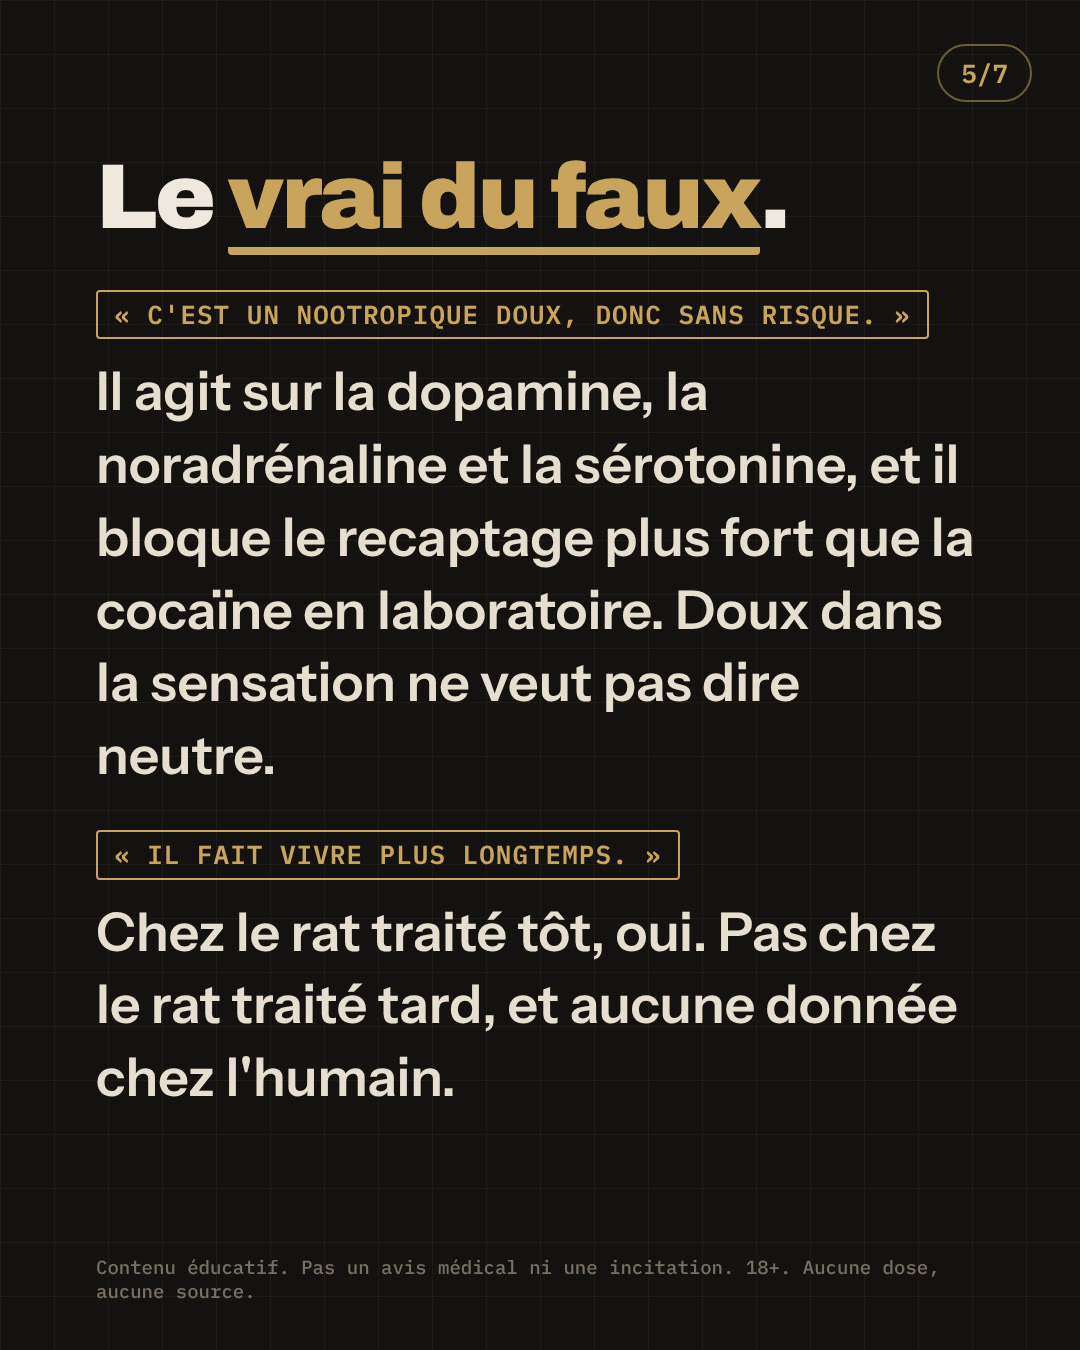 5/7
Le vrai du faux.
« C'EST UN NOOTROPIQUE DOUX, DONC SANS RISQUE. »
Il agit sur la dopamine, la
noradrénaline et la sérotonine, et il
bloque le recaptage plus fort que la
cocaïne en laboratoire. Doux dans
la sensation ne veut pas dire
neutre.
« IL FAIT VIVRE PLUS LONGTEMPS. »
Chez le rat traité tôt, oui. Pas chez
le rat traité tard, et aucune donnée
chez l'humain.
Contenu éducatif. Pas un avis médical ni une incitation. 18+. Aucune dose,
aucune source.